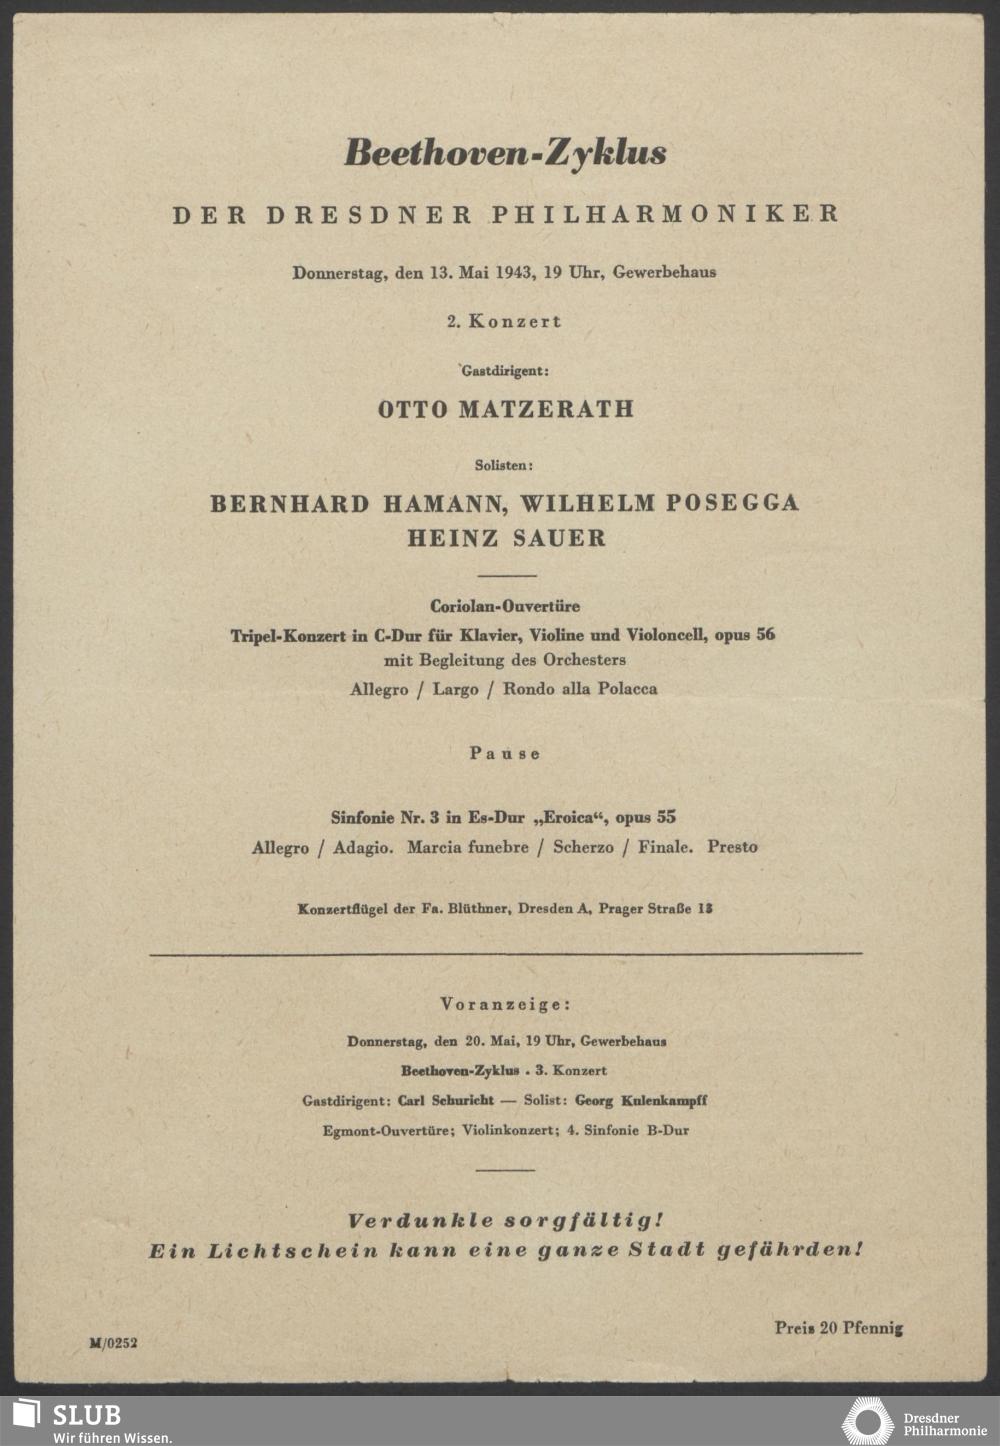 Beethoven-Zyklus
DER DRESDNER PHILHARMONIKER
Donnerstag, den 13. Mai 1943, 19 Uhr, Gewerbehaus
2. Konzert
Gastdirigent:
OTTO MATZERATH
Solisten:
BERNHARD HAMANN, WILHELM POSEGGA
HEINZ SAUER
Coriolan-Ouvertüre
Tripel-Konzert in C-Dur für Klavier, Violine und Violoncell, opus 56
mit Begleitung des Orchesters
Allegro / Largo / Rondo alla Polacca
Pause
Sinfonie Nr. 3 in Es-Dur „Eroica“, opus 55
Allegro / Adagio. Marcia funebre / Scherzo / Finale. Presto
Konzertflügel der Fa. Blüthner, Dresden A, Prager Straße 13
Voranzeige:
Donnerstag, den 20. Mai, 19 Uhr, Gewerbehaus
Beethoven-Zyklus . 3. Konzert
Gastdirigent: Carl Schuricht — Solist: Georg Kulenkampff
Egmont-Ouvertüre; Violinkonzert; 4. Sinfonie B-Dur
Verdunkle sorgfältig!
Ein Lichtschein kann eine ganze Stadt gefährden!
Preis 20 Pfennig
M/0252
SLUB
Wir führen Wissen.
Dresdner
Philharmonie